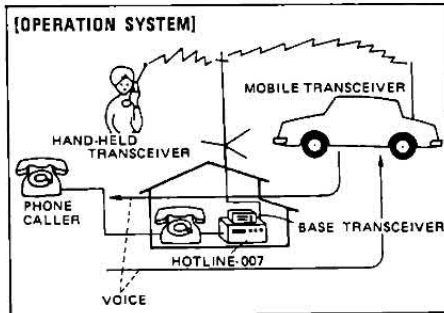 [OPERATION SYSTEM]
MOBILE TRANSCEIVER
HAND-HELD
TRANSCEIVER
PHONE
CALLER
BASE TRANSCEIVER
HOTLINE-007
VOICE